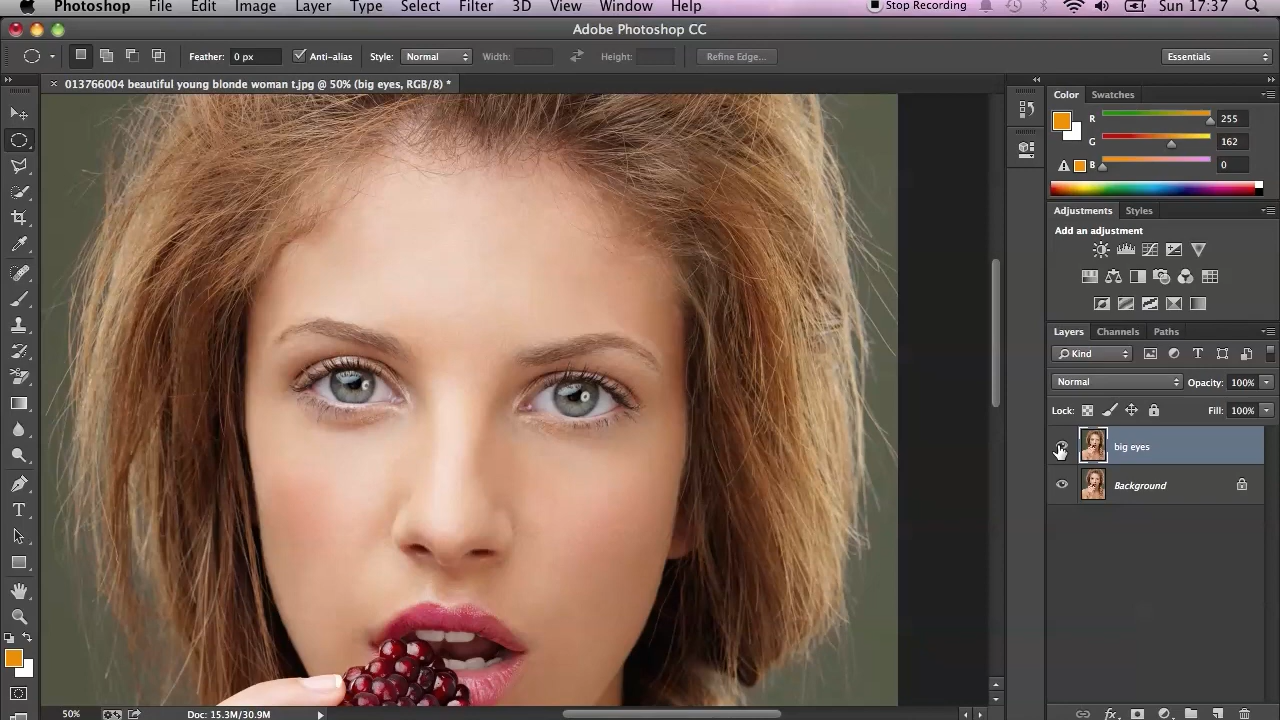 Photoshop File Edit Image Layer Type Select Filter 3D View Window Help Stop Recording Sun 17:37
Adobe Photoshop CC
Feather: 0 px Anti-alias Style: Normal Width: Height: Refine Edge... Essentials
× 013766004 beautiful young blonde woman t.jpg @ 50% (big eyes, RGB/8) *
Color Swatches
R 255
G 162
B 0
Adjustments Styles
Add an adjustment
Layers Channels Paths
Kind T
Normal Opacity: 100%
Lock: Fill: 100%
big eyes
Background
T
50% Doc: 15.3M/30.9M
fx